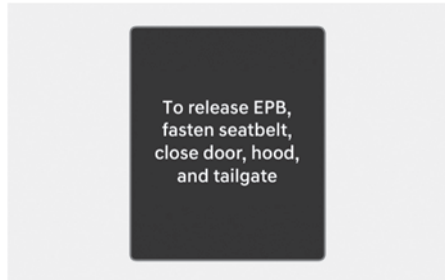 To release EPB,
fasten seatbelt,
close door, hood,
and tailgate